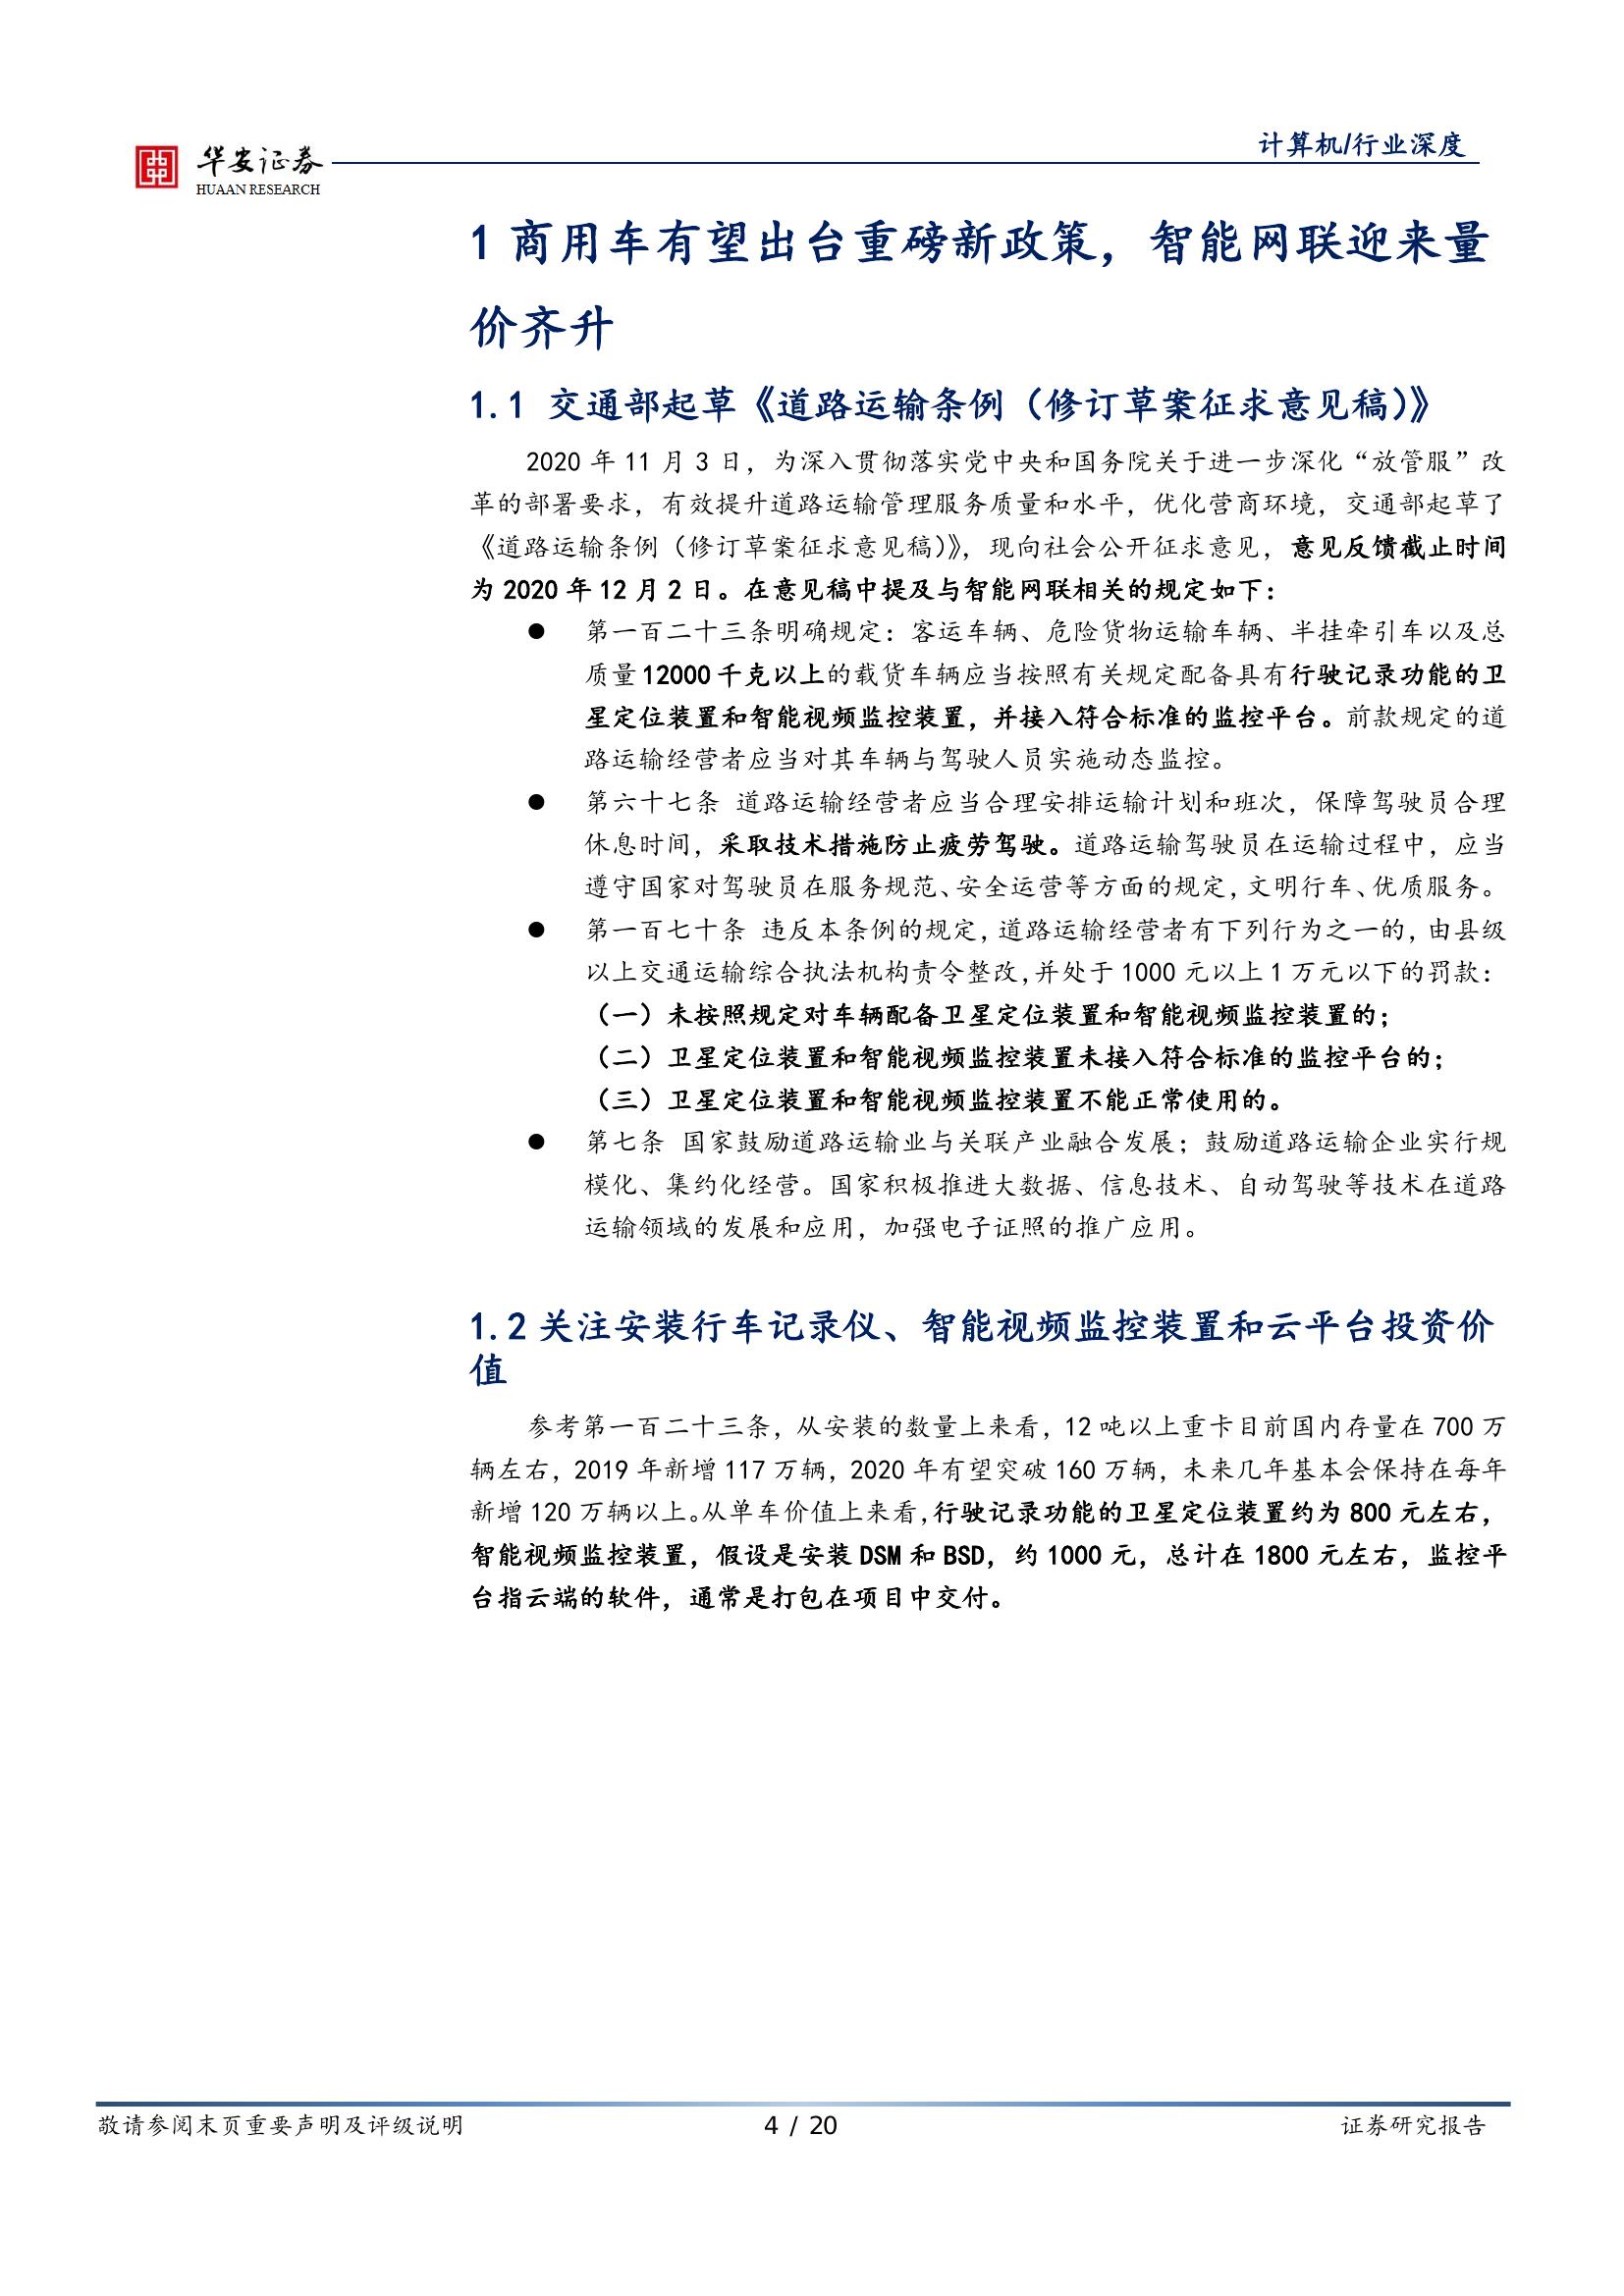 华安证券
HUAAN RESEARCH
计算机/行业深度
1 商用车有望出台重磅新政策，智能网联迎来量
价齐升
1.1 交通部起草《道路运输条例（修订草案征求意见稿）》
2020 年 11 月 3 日，为深入贯彻落实党中央和国务院关于进一步深化“放管服”改
革的部署要求，有效提升道路运输管理服务质量和水平，优化营商环境，交通部起草了
《道路运输条例（修订草案征求意见稿）》，现向社会公开征求意见，意见反馈截止时间
为 2020 年 12 月 2 日。在意见稿中提及与智能网联相关的规定如下：
● 第一百二十三条明确规定：客运车辆、危险货物运输车辆、半挂牵引车以及总
质量 12000 千克以上的载货车辆应当按照有关规定配备具有行驶记录功能的卫
星定位装置和智能视频监控装置，并接入符合标准的监控平台。前款规定的道
路运输经营者应当对其车辆与驾驶人员实施动态监控。
● 第六十七条 道路运输经营者应当合理安排运输计划和班次，保障驾驶员合理
休息时间，采取技术措施防止疲劳驾驶。道路运输驾驶员在运输过程中，应当
遵守国家对驾驶员在服务规范、安全运营等方面的规定，文明行车、优质服务。
● 第一百七十条 违反本条例的规定，道路运输经营者有下列行为之一的，由县级
以上交通运输综合执法机构责令整改，并处于 1000 元以上 1 万元以下的罚款：
（一）未按照规定对车辆配备卫星定位装置和智能视频监控装置的；
（二）卫星定位装置和智能视频监控装置未接入符合标准的监控平台的；
（三）卫星定位装置和智能视频监控装置不能正常使用的。
● 第七条 国家鼓励道路运输业与关联产业融合发展；鼓励道路运输企业实行规
模化、集约化经营。国家积极推进大数据、信息技术、自动驾驶等技术在道路
运输领域的发展和应用，加强电子证照的推广应用。
1.2 关注安装行车记录仪、智能视频监控装置和云平台投资价
值
参考第一百二十三条，从安装的数量上来看，12 吨以上重卡目前国内存量在 700 万
辆左右，2019 年新增 117 万辆，2020 年有望突破 160 万辆，未来几年基本会保持在每年
新增 120 万辆以上。从单车价值上来看，行驶记录功能的卫星定位装置约为 800 元左右，
智能视频监控装置，假设是安装 DSM 和 BSD，约 1000 元，总计在 1800 元左右，监控平
台指云端的软件，通常是打包在项目中交付。
敬请参阅末页重要声明及评级说明
4 / 20
证券研究报告